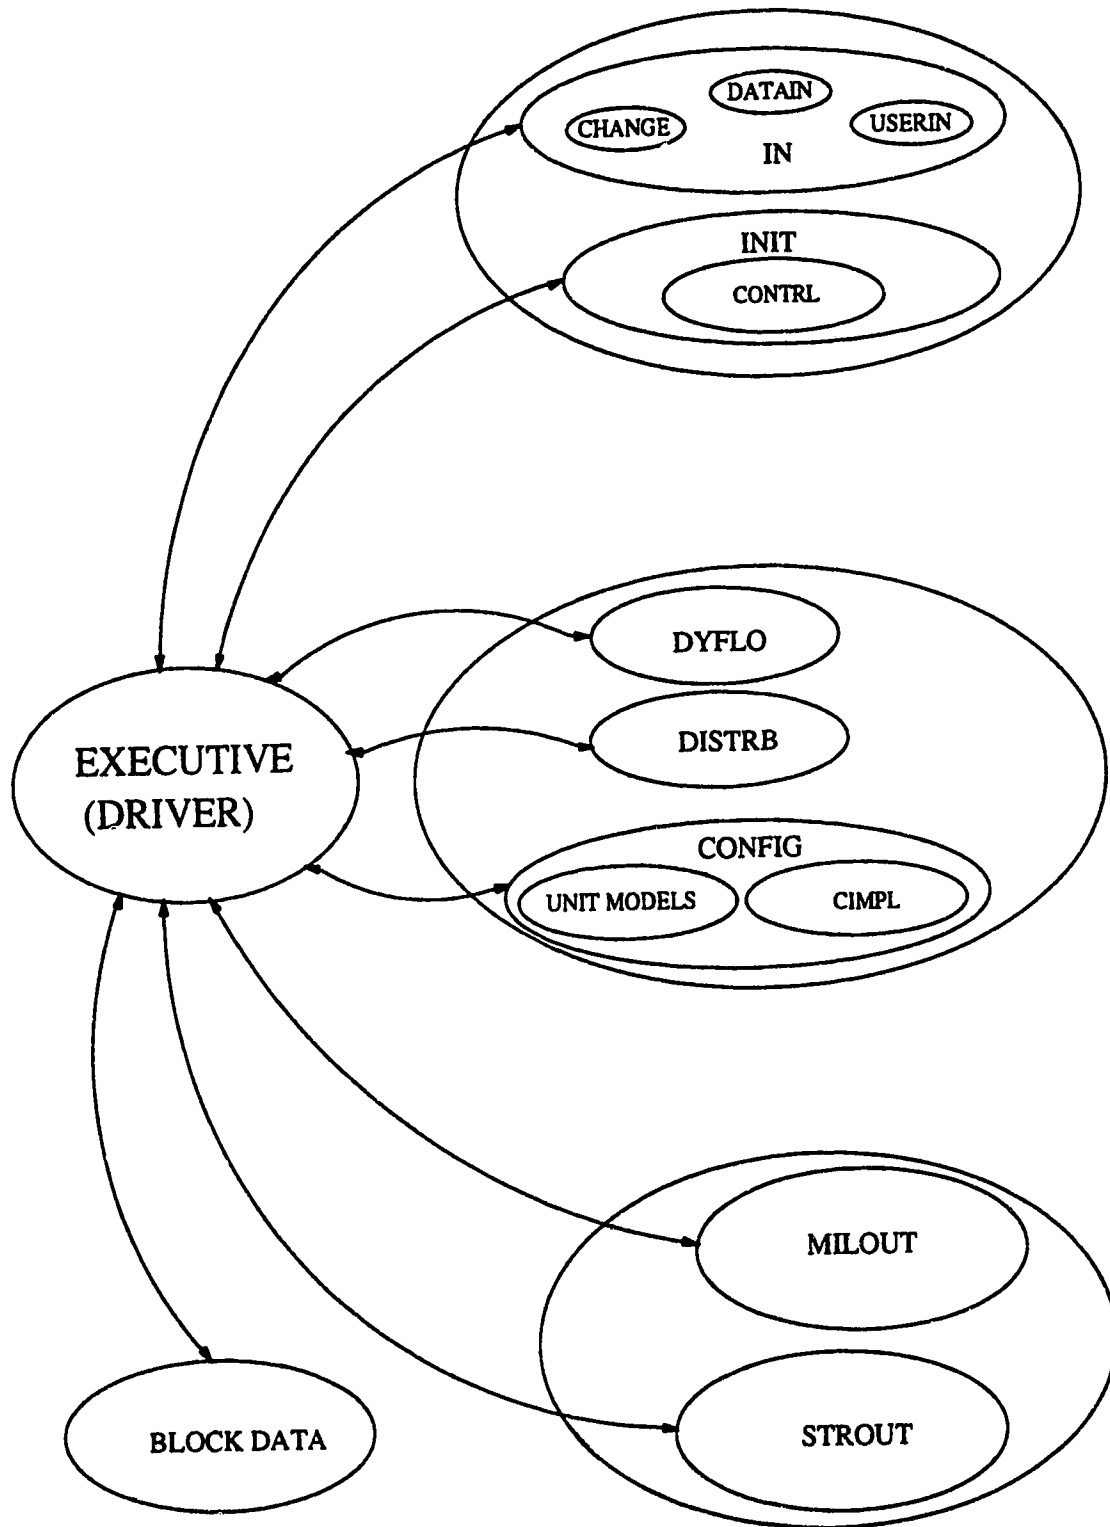 DATAIN
CHANGE
USERIN
IN
INIT
CONTRL
DYFLO
DISTRB
EXECUTIVE
(DRIVER)
CONFIG
UNIT MODELS
CIMPL
MILOUT
STROUT
BLOCK DATA